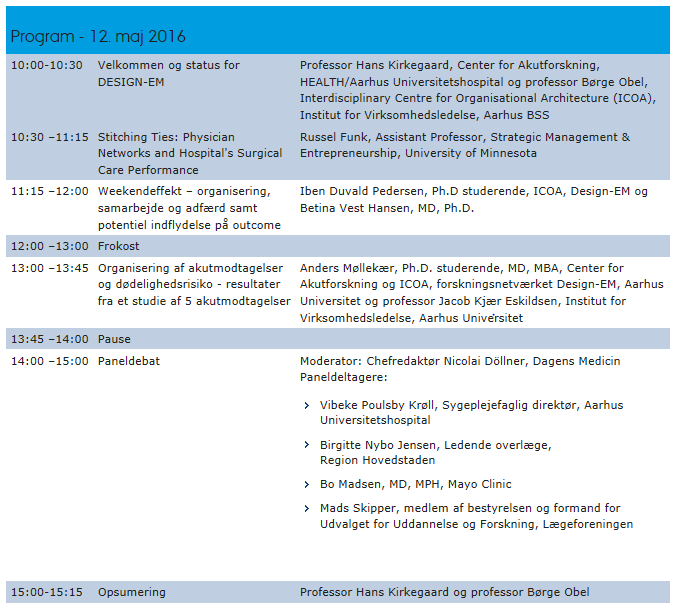 Program - 12. maj 2016
10:00-10:30 Velkommen og status for DESIGN-EM
Professor Hans Kirkegaard, Center for Akutforskning,
HEALTH/Aarhus Universitetshospital og professor Børge Obel,
Interdisciplinary Centre for Organisational Architecture (ICOA),
Institut for Virksomhedsledelse, Aarhus BSS
10:30 –11:15 Stitching Ties: Physician
Networks and Hospital's Surgical
Care Performance
Russel Funk, Assistant Professor, Strategic Management &
Entrepreneurship, University of Minnesota
11:15 –12:00 Weekendeffekt – organisering,
samarbejde og adfærd samt
potentiel indflydelse på outcome
Iben Duvald Pedersen, Ph.D studerende, ICOA, Design-EM og
Betina Vest Hansen, MD, Ph.D.
12:00 –13:00 Frokost
13:00 –13:45 Organisering af akutmodtagelser
og dødelighedsrisiko - resultater
fra et studie af 5 akutmodtagelser
Anders Møllekær, Ph.D. studerende, MD, MBA, Center for
Akutforskning og ICOA, forskningsnetværket Design-EM, Aarhus
Universitet og professor Jacob Kjær Eskildsen, Institut for
Virksomhedsledelse, Aarhus Universitet
13:45 –14:00 Pause
14:00 –15:00 Paneldebat
Moderator: Chefredaktør Nicolai Döllner, Dagens Medicin
Paneldeltagere:
Vibeke Poulsby Krøll, Sygeplejefaglig direktør, Aarhus
Universitetshospital
Birgitte Nybo Jensen, Ledende overlæge,
Region Hovedstaden
Bo Madsen, MD, MPH, Mayo Clinic
Mads Skipper, medlem af bestyrelsen og formand for
Udvalget for Uddannelse og Forskning, Lægeforeningen
15:00-15:15 Opsumering
Professor Hans Kirkegaard og professor Børge Obel